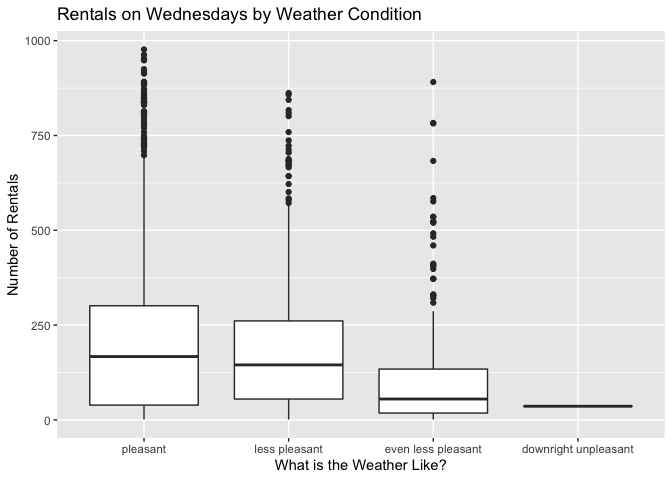 Rentals on Wednesdays by Weather Condition
1000
750
500
250
0
Number of Rentals
pleasant less pleasant even less pleasant downright unpleasant
What is the Weather Like?